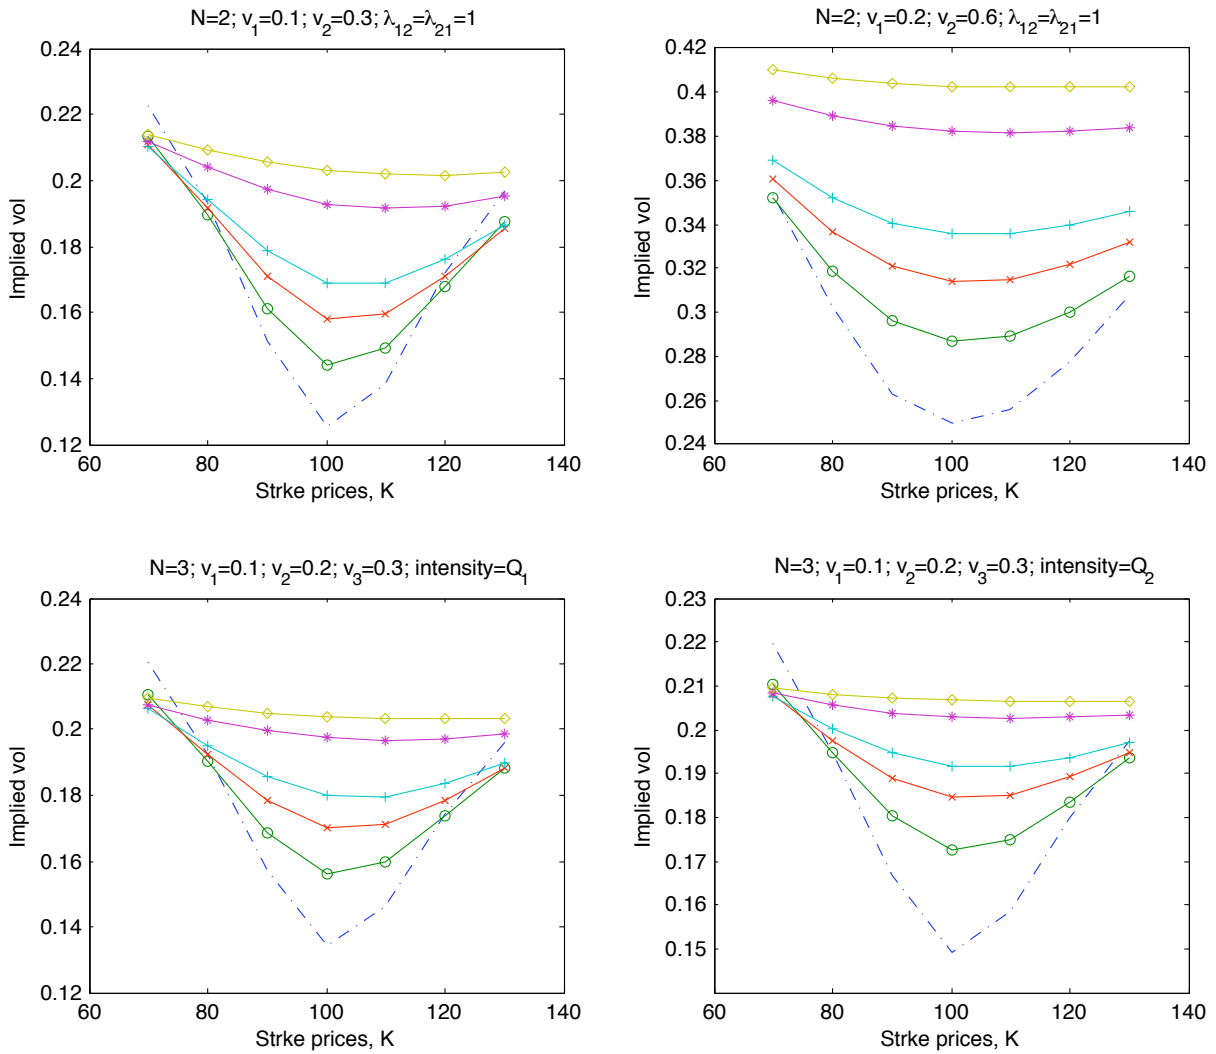 N=2; v1=0.1; v2=0.3; λ12=λ21=1
0.24
0.22
0.2
0.18
0.16
0.14
0.12
Implied vol
60 80 100 120 140
Strke prices, K
N=2; v1=0.2; v2=0.6; λ12=λ21=1
0.42
0.4
0.38
0.36
0.34
0.32
0.3
0.28
0.26
0.24
Implied vol
60 80 100 120 140
Strke prices, K
N=3; v1=0.1; v2=0.2; v3=0.3; intensity=Q1
0.24
0.22
0.2
0.18
0.16
0.14
0.12
Implied vol
60 80 100 120 140
Strke prices, K
N=3; v1=0.1; v2=0.2; v3=0.3; intensity=Q2
0.23
0.22
0.21
0.2
0.19
0.18
0.17
0.16
0.15
Implied vol
60 80 100 120 140
Strke prices, K